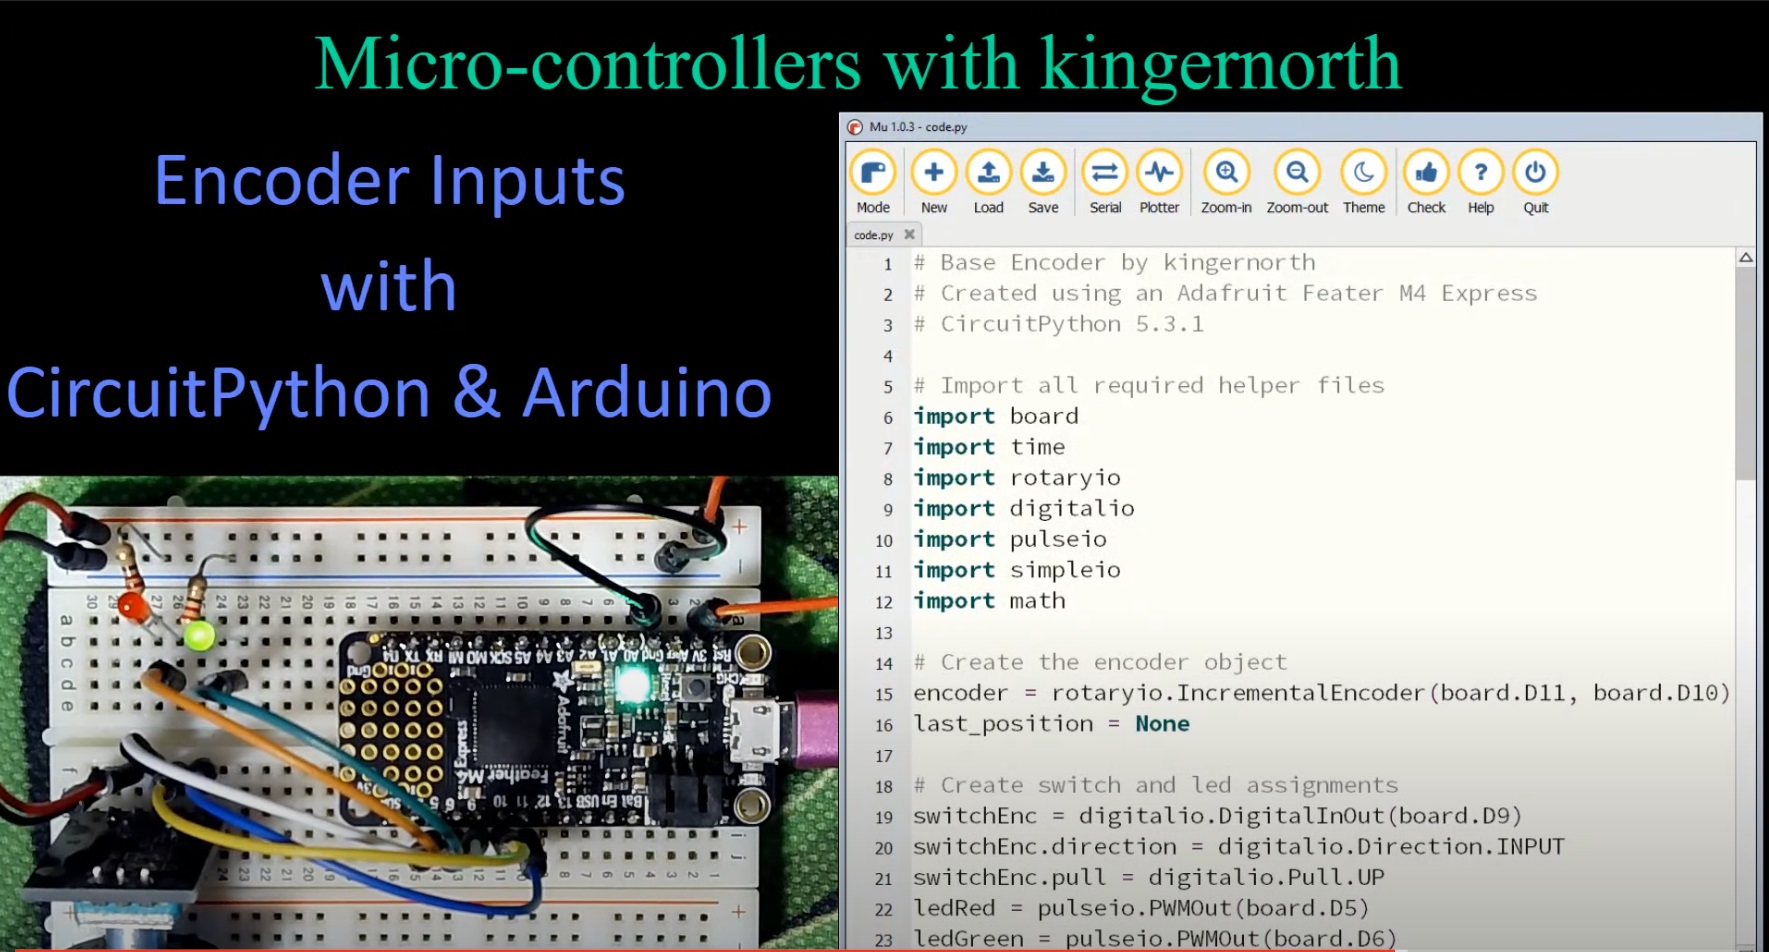 Micro-controllers with kingernorth
Encoder Inputs
with
CircuitPython & Arduino
Mu 1.0.3 - code.py
Mode New Load Save Serial Plotter Zoom-in Zoom-out Theme Check Help Quit
code.py
1 # Base Encoder by kingernorth
2 # Created using an Adafruit Feater M4 Express
3 # CircuitPython 5.3.1
4
5 # Import all required helper files
6 import board
7 import time
8 import rotaryio
9 import digitalio
10 import pulseio
11 import simpleio
12 import math
13
14 # Create the encoder object
15 encoder = rotaryio.IncrementalEncoder(board.D11, board.D10)
16 last_position = None
17
18 # Create switch and led assignments
19 switchEnc = digitalio.DigitalInOut(board.D9)
20 switchEnc.direction = digitalio.Direction.INPUT
21 switchEnc.pull = digitalio.Pull.UP
22 ledRed = pulseio.PWMOut(board.D5)
23 ledGreen = pulseio.PWMOut(board.D6)
Adafruit
Feather M4
Express